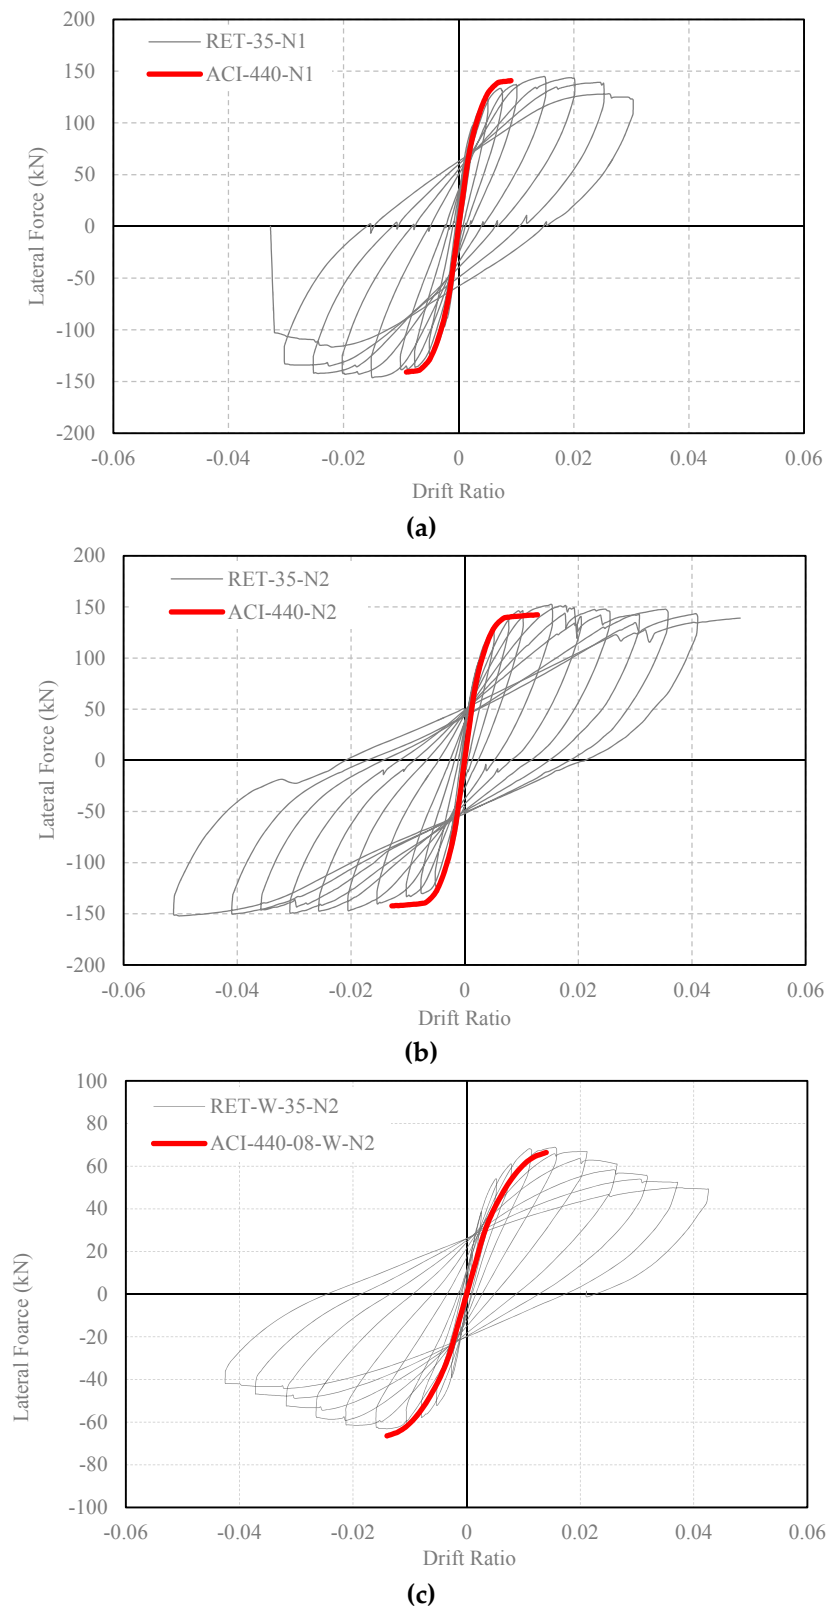 200
150
100
50
0
-50
-100
-150
-200
Lateral Force (kN)
RET-35-N1
ACI-440-N1
-0.06 -0.04 -0.02 0 0.02 0.04 0.06
Drift Ratio
(a)
200
150
100
50
0
-50
-100
-150
-200
Lateral Force (kN)
RET-35-N2
ACI-440-N2
-0.06 -0.04 -0.02 0 0.02 0.04 0.06
Drift Ratio
(b)
100
80
60
40
20
0
-20
-40
-60
-80
-100
Lateral Foarce (kN)
RET-W-35-N2
ACI-440-08-W-N2
-0.06 -0.04 -0.02 0 0.02 0.04 0.06
Drift Ratio
(c)